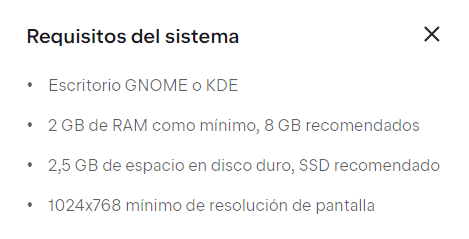 Requisitos del sistema
• Escritorio GNOME o KDE
• 2 GB de RAM como mínimo, 8 GB recomendados
• 2,5 GB de espacio en disco duro, SSD recomendado
• 1024x768 mínimo de resolución de pantalla